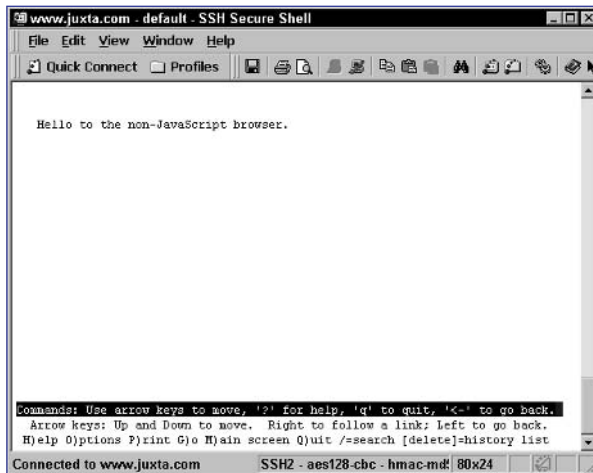 www.juxta.com - default - SSH Secure Shell
File Edit View Window Help
Quick Connect Profiles
Hello to the non-JavaScript browser.
Commands: Use arrow keys to move, '?' for help, 'q' to quit, '<-' to go back.
Arrow keys: Up and Down to move. Right to follow a link; Left to go back.
H)elp O)ptions P)rint G)o M)ain screen Q)uit /=search [delete]=history list
Connected to www.juxta.com SSH2 - aes128-cbc - hmac-md5 80x24